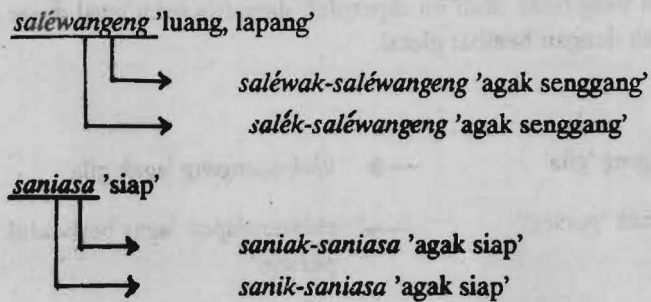 saléwangeng 'luang, lapang'
saléwak-saléwangeng 'agak senggang'
salék-saléwangeng 'agak senggang'
saniasa 'siap'
saniak-saniasa 'agak siap'
sanik-saniasa 'agak siap'